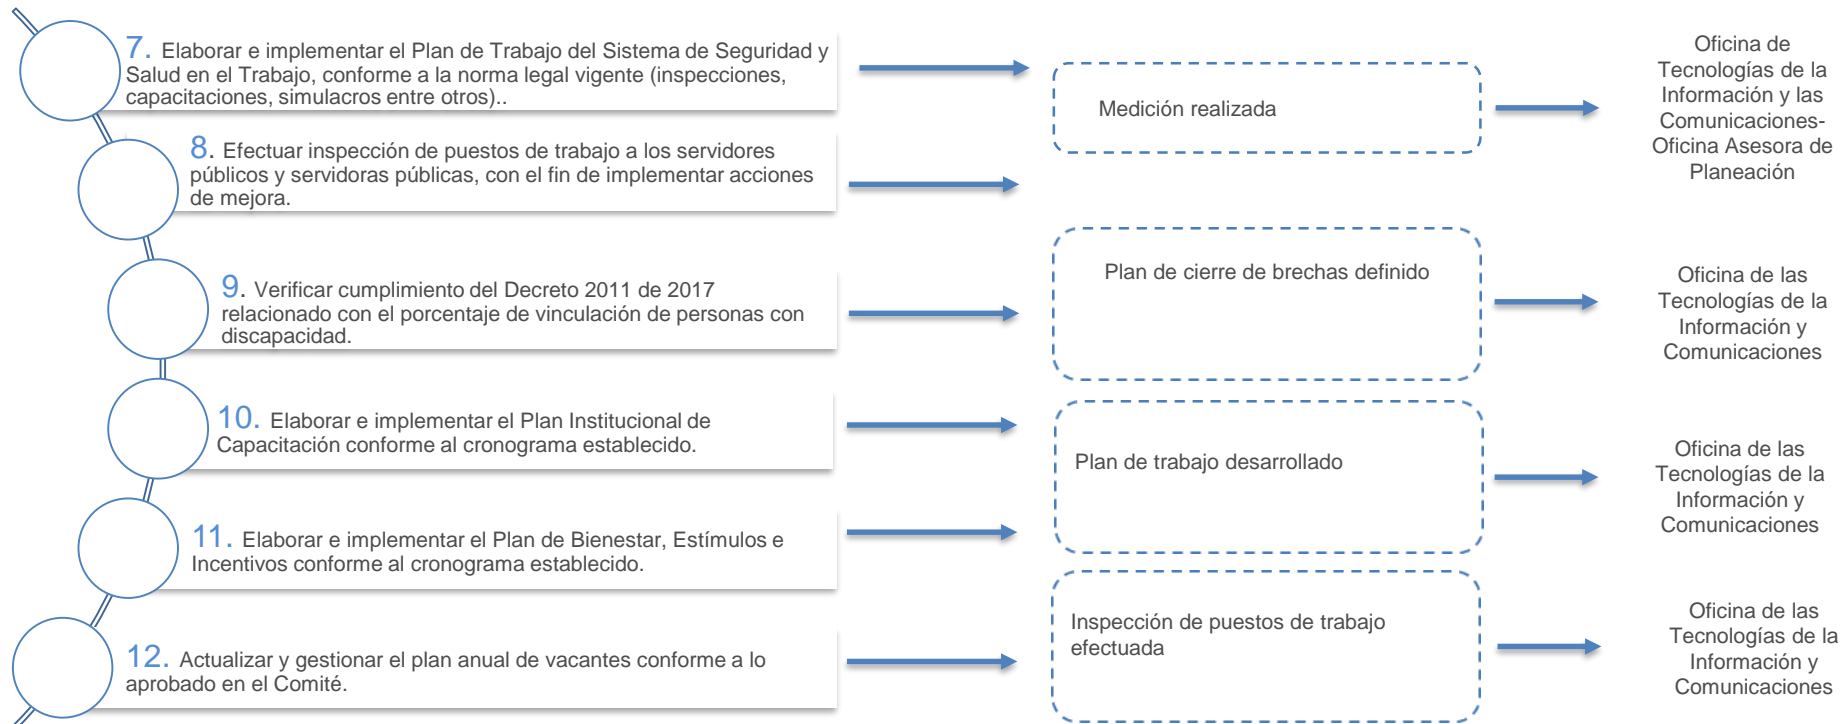 7. Elaborar e implementar el Plan de Trabajo del Sistema de Seguridad y
Salud en el Trabajo, conforme a la norma legal vigente (inspecciones,
capacitaciones, simulacros entre otros)..
8. Efectuar inspección de puestos de trabajo a los servidores
públicos y servidoras públicas, con el fin de implementar acciones
de mejora.
9. Verificar cumplimiento del Decreto 2011 de 2017
relacionado con el porcentaje de vinculación de personas con
discapacidad.
10. Elaborar e implementar el Plan Institucional de
Capacitación conforme al cronograma establecido.
11. Elaborar e implementar el Plan de Bienestar, Estímulos e
Incentivos conforme al cronograma establecido.
12. Actualizar y gestionar el plan anual de vacantes conforme a lo
aprobado en el Comité.
Medición realizada
Plan de cierre de brechas definido
Plan de trabajo desarrollado
Inspección de puestos de trabajo
efectuada
Oficina de
Tecnologías de la
Información y las
Comunicaciones-
Oficina Asesora de
Planeación
Oficina de las
Tecnologías de la
Información y
Comunicaciones
Oficina de las
Tecnologías de la
Información y
Comunicaciones
Oficina de las
Tecnologías de la
Información y
Comunicaciones